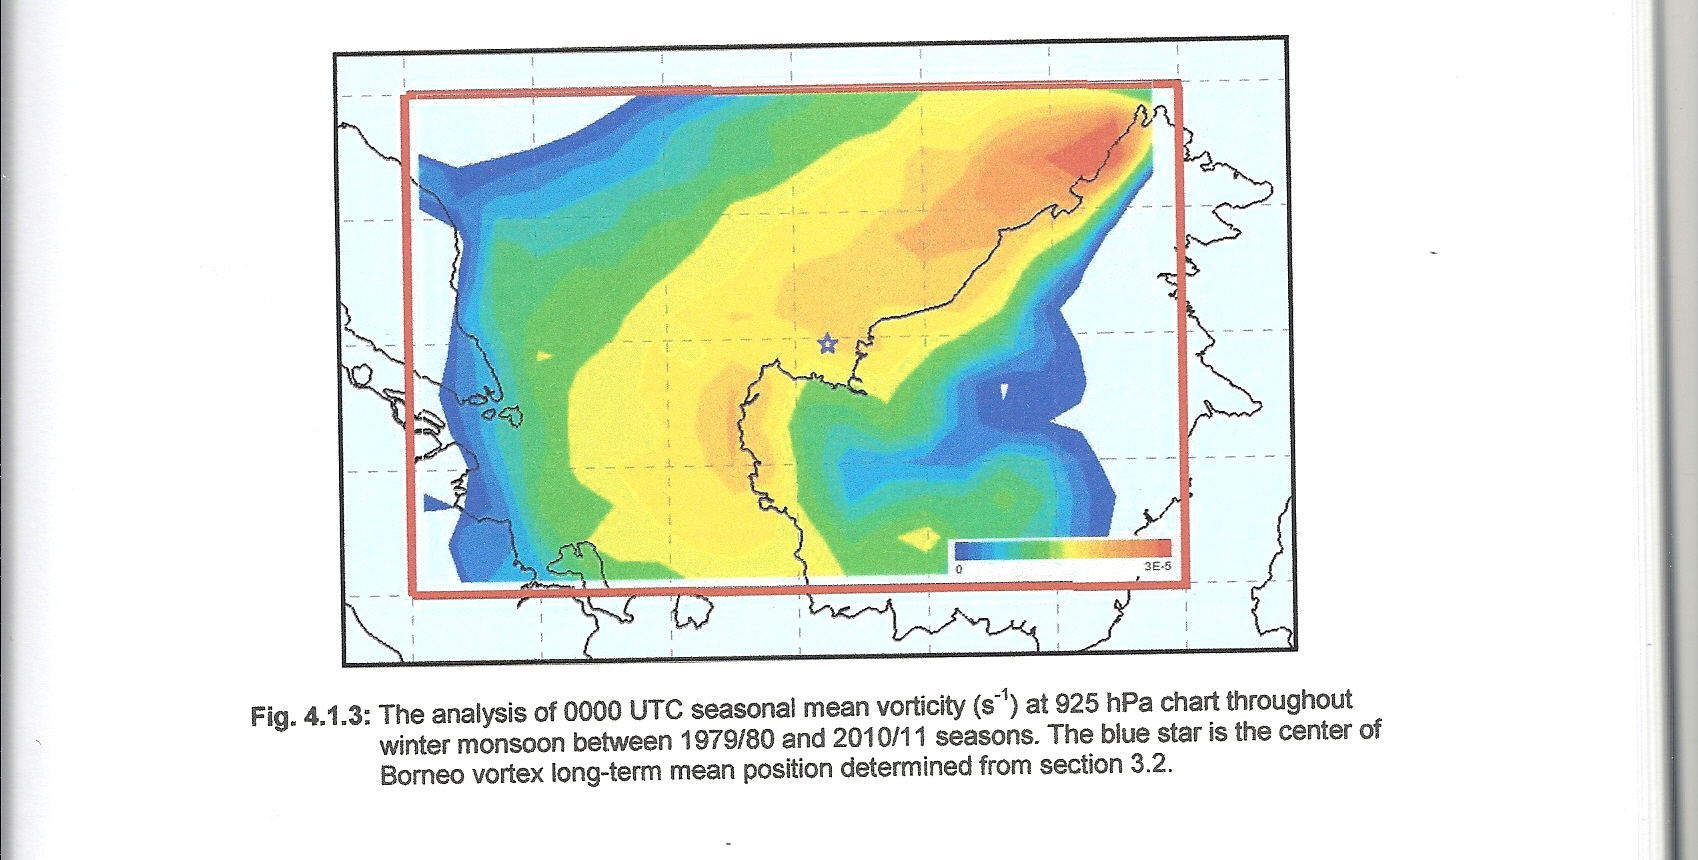 0 3E-5
Fig. 4.1.3: The analysis of 0000 UTC seasonal mean vorticity (s⁻¹) at 925 hPa chart throughout
winter monsoon between 1979/80 and 2010/11 seasons. The blue star is the center of
Borneo vortex long-term mean position determined from section 3.2.